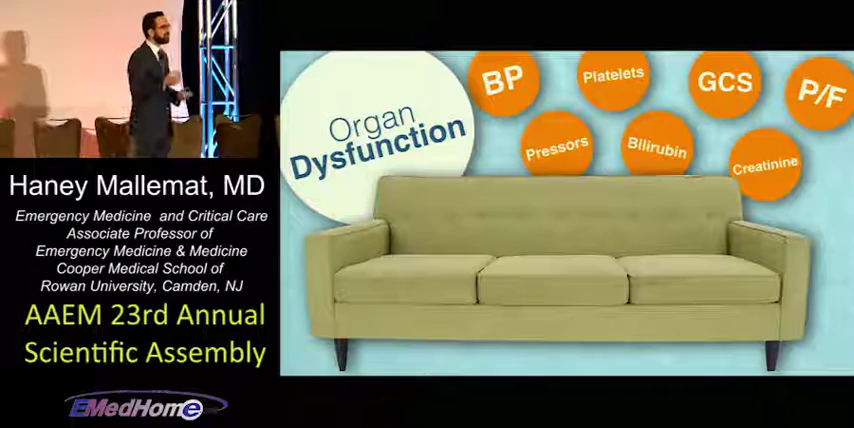 Haney Mallemat, MD
Emergency Medicine and Critical Care
Associate Professor of
Emergency Medicine & Medicine
Cooper Medical School of
Rowan University, Camden, NJ
AAEM 23rd Annual
Scientific Assembly
EMedHome
Organ
Dysfunction
BP
Platelets
GCS
P/F
Pressors
Bilirubin
Creatinine